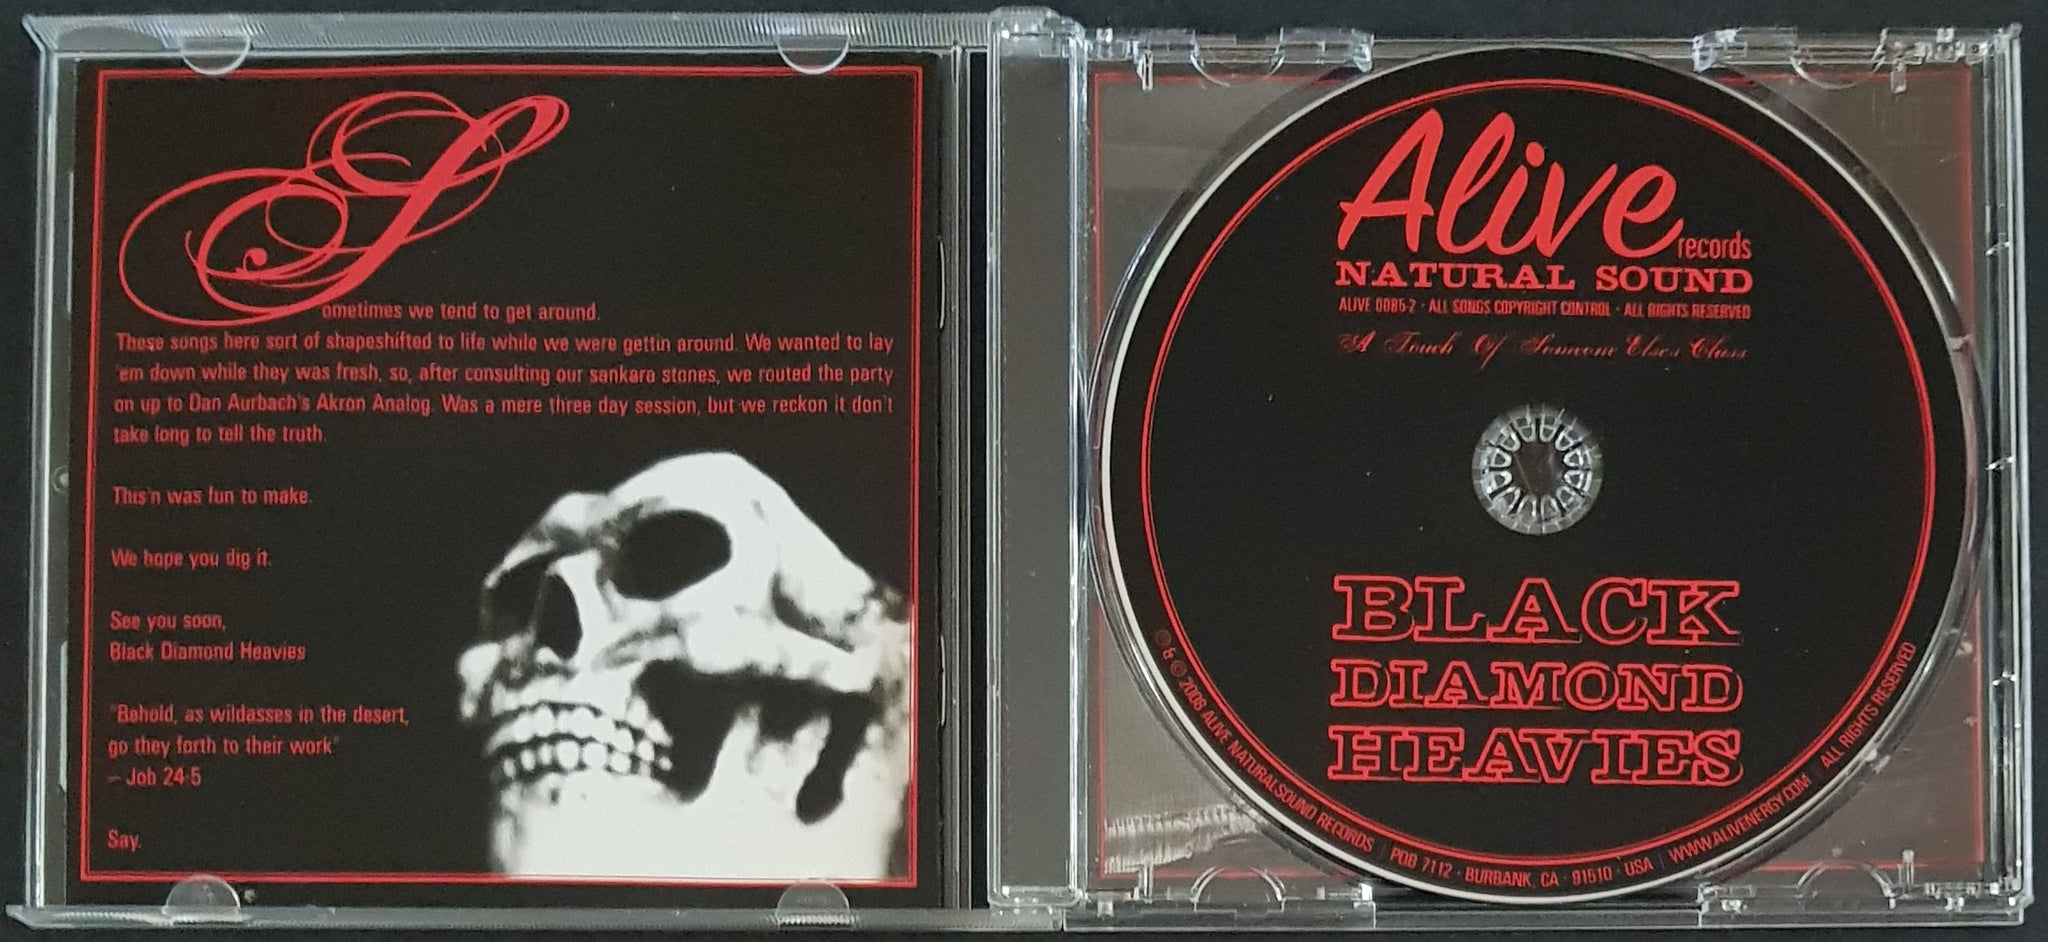 Sometimes we tend to get around.
These songs here sort of shapeshifted to life while we were gettin around. We wanted to lay
'em down while they was fresh, so, after consulting our sankara stones, we routed the party
on up to Dan Aurbach's Akron Analog. Was a mere three day session, but we reckon it don't
take long to tell the truth.
This'n was fun to make.
We hope you dig it.
See you soon,
Black Diamond Heavies
"Behold, as wildasses in the desert,
go they forth to their work"
– Job 24:5
Say.
Alive
records
NATURAL SOUND
ALIVE 0085-2 · ALL SONGS COPYRIGHT CONTROL · ALL RIGHTS RESERVED
A Touch Of Someone Elses Class
BLACK
DIAMOND
HEAVIES
℗ & © 2008 ALIVE NATURALSOUND RECORDS | POB 7112 · BURBANK, CA · 91510 · USA | WWW.ALIVENERGY.COM | ALL RIGHTS RESERVED